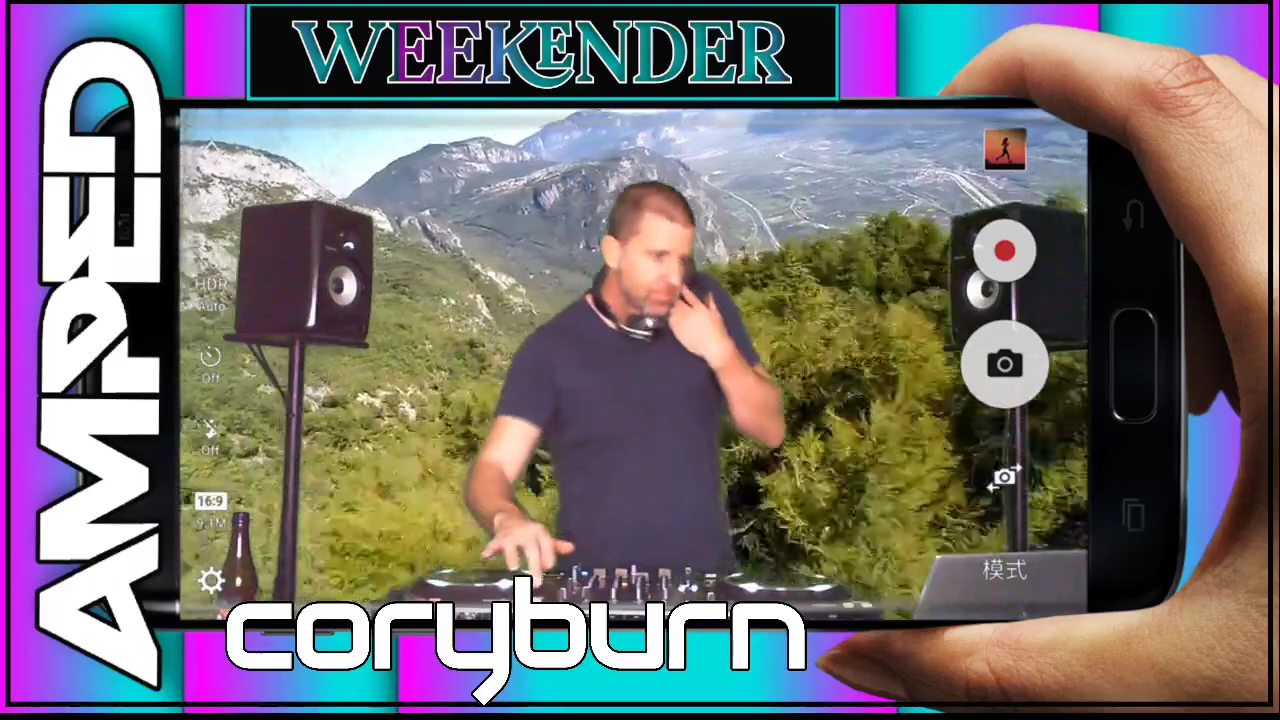 WEEKENDER
AMPED
HDR
Auto
Off
Off
16:9
9.1M
模式
coryburn